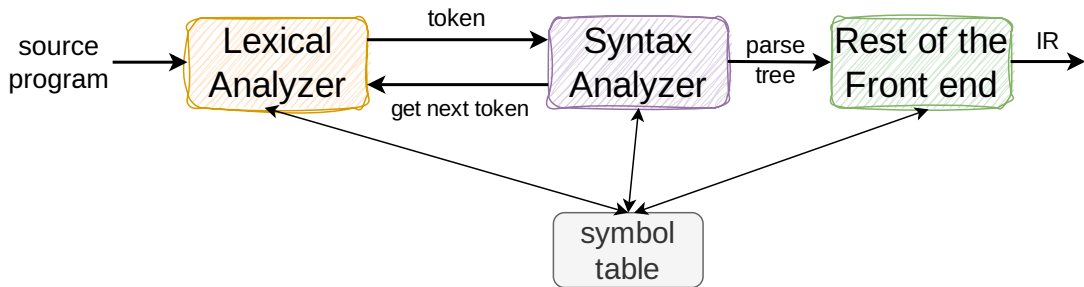 source
program
Lexical
Analyzer
token
get next token
Syntax
Analyzer
parse
tree
Rest of the
Front end
IR
symbol
table